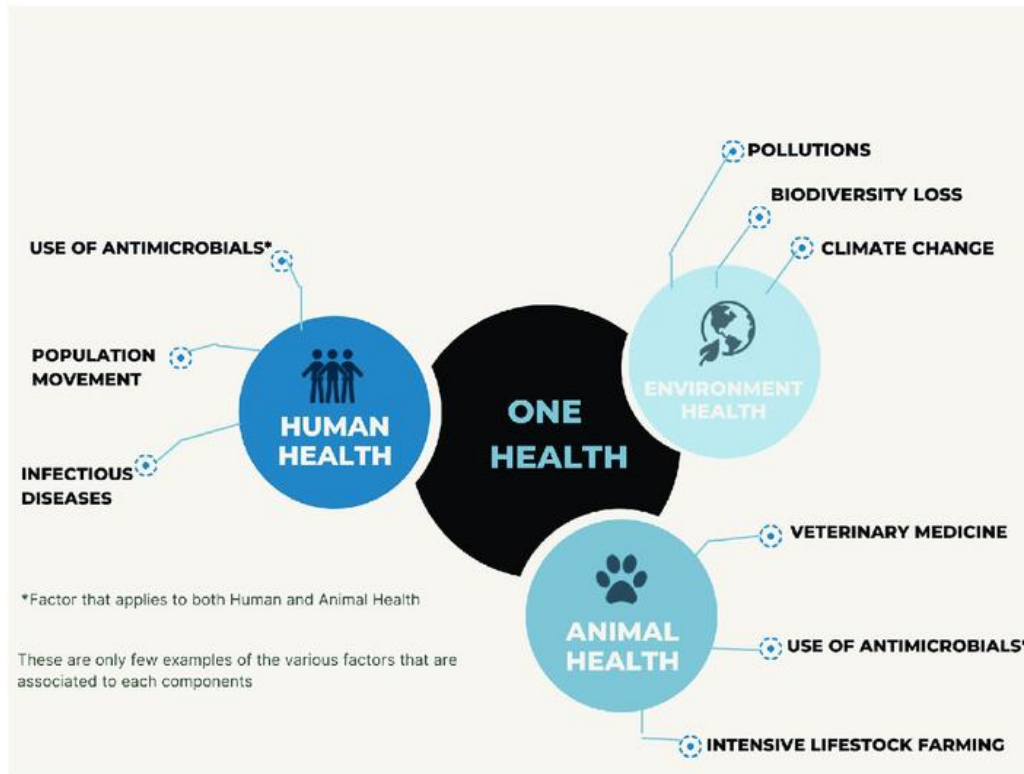 POLLUTIONS
BIODIVERSITY LOSS
CLIMATE CHANGE
USE OF ANTIMICROBIALS*
POPULATION
MOVEMENT
INFECTIOUS
DISEASES
HUMAN
HEALTH
ONE
HEALTH
ENVIRONMENT
HEALTH
ANIMAL
HEALTH
VETERINARY MEDICINE
USE OF ANTIMICROBIALS*
INTENSIVE LIFESTOCK FARMING
*Factor that applies to both Human and Animal Health
These are only few examples of the various factors that are
associated to each components